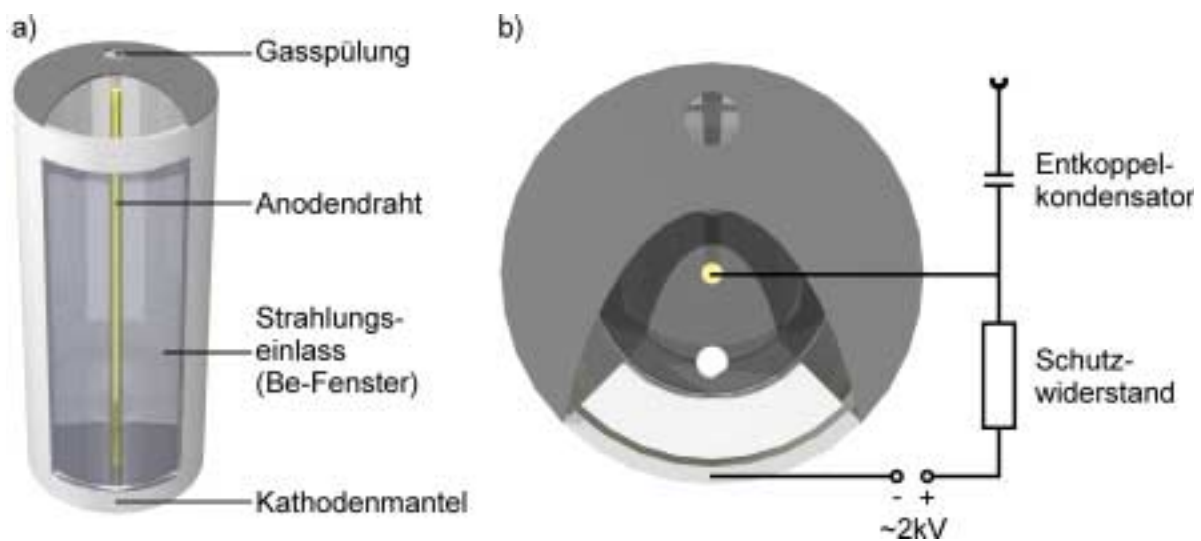 a)
Gasspülung
Anodendraht
Strahlungs-
einlass
(Be-Fenster)
Kathodenmantel
b)
Entkoppel-
kondensator
Schutz-
widerstand
- +
~2kV